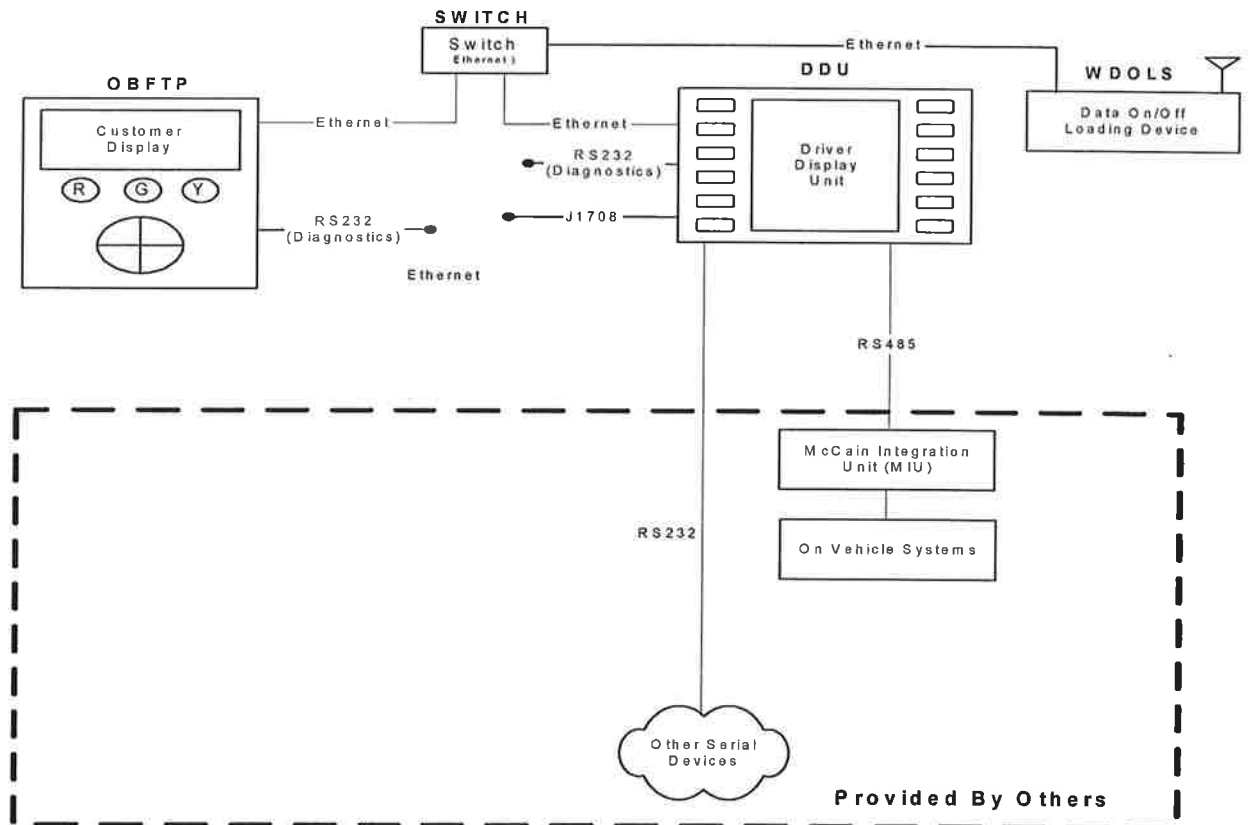 SWITCH
Switch
Ethernet )
Ethernet
DDU
WDOLS
OBFTP
Customer
Display
R G Y
Ethernet
Ethernet
RS232
(Diagnostics)
J1708
RS232
(Diagnostics)
Ethernet
Driver
Display
Unit
Data On/Off
Loading Device
RS485
McCain Integration
Unit (MIU)
RS232
On Vehicle Systems
Other Serial
Devices
Provided By Others